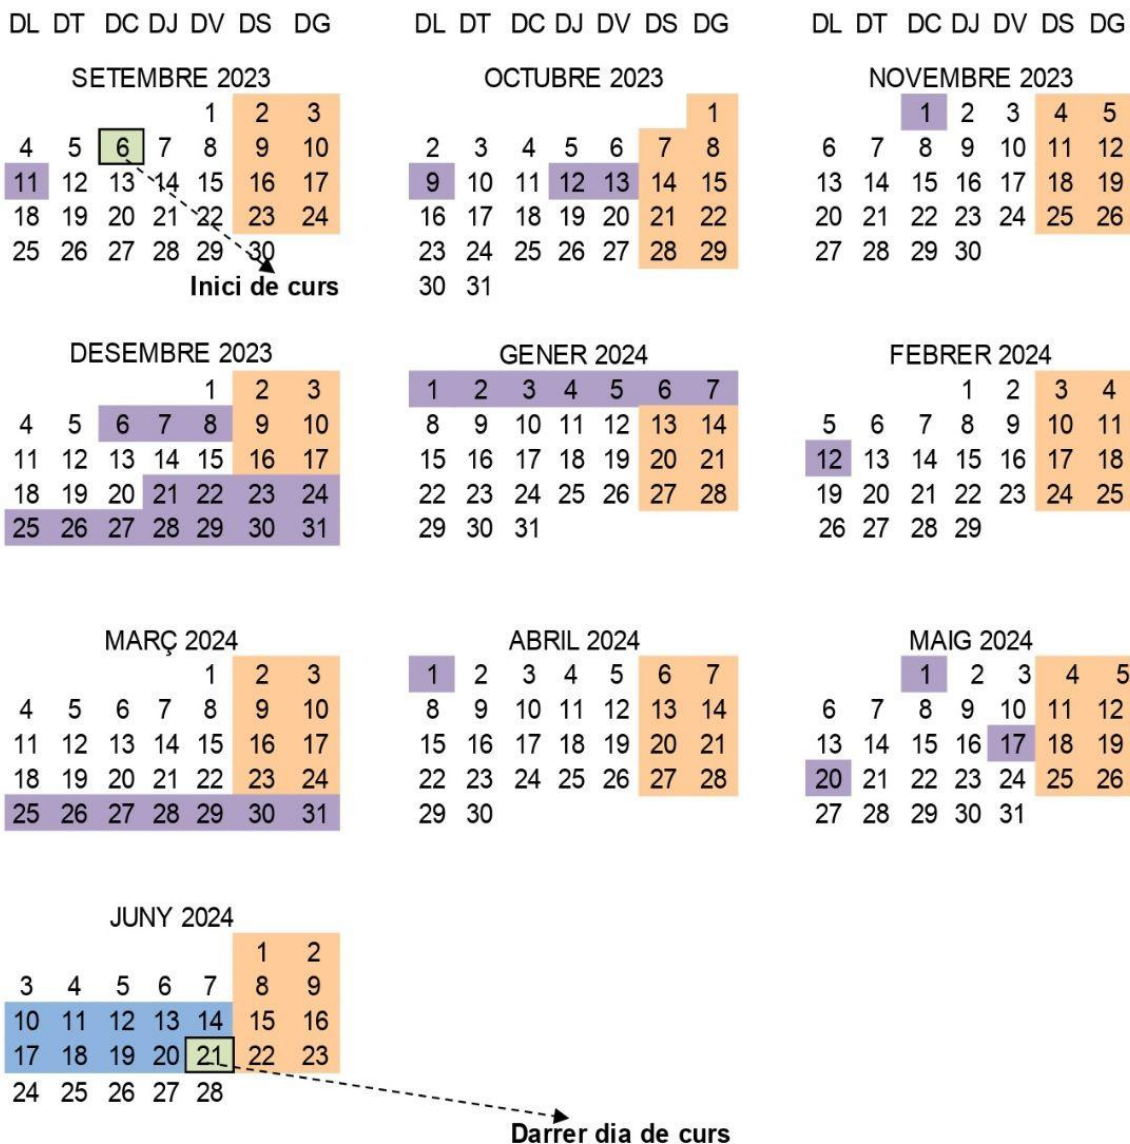 DL DT DC DJ DV DS DG
SETEMBRE 2023
1 2 3
4 5 6 7 8 9 10
11 12 13 14 15 16 17
18 19 20 21 22 23 24
25 26 27 28 29 30
Inici de curs
DL DT DC DJ DV DS DG
OCTUBRE 2023
1
2 3 4 5 6 7 8
9 10 11 12 13 14 15
16 17 18 19 20 21 22
23 24 25 26 27 28 29
30 31
DL DT DC DJ DV DS DG
NOVEMBRE 2023
1 2 3 4 5
6 7 8 9 10 11 12
13 14 15 16 17 18 19
20 21 22 23 24 25 26
27 28 29 30
DESEMBRE 2023
1 2 3
4 5 6 7 8 9 10
11 12 13 14 15 16 17
18 19 20 21 22 23 24
25 26 27 28 29 30 31
GENER 2024
1 2 3 4 5 6 7
8 9 10 11 12 13 14
15 16 17 18 19 20 21
22 23 24 25 26 27 28
29 30 31
FEBRER 2024
1 2 3 4
5 6 7 8 9 10 11
12 13 14 15 16 17 18
19 20 21 22 23 24 25
26 27 28 29
MARÇ 2024
1 2 3
4 5 6 7 8 9 10
11 12 13 14 15 16 17
18 19 20 21 22 23 24
25 26 27 28 29 30 31
ABRIL 2024
1 2 3 4 5 6 7
8 9 10 11 12 13 14
15 16 17 18 19 20 21
22 23 24 25 26 27 28
29 30
MAIG 2024
1 2 3 4 5
6 7 8 9 10 11 12
13 14 15 16 17 18 19
20 21 22 23 24 25 26
27 28 29 30 31
JUNY 2024
1 2
3 4 5 6 7 8 9
10 11 12 13 14 15 16
17 18 19 20 21 22 23
24 25 26 27 28
Darrer dia de curs